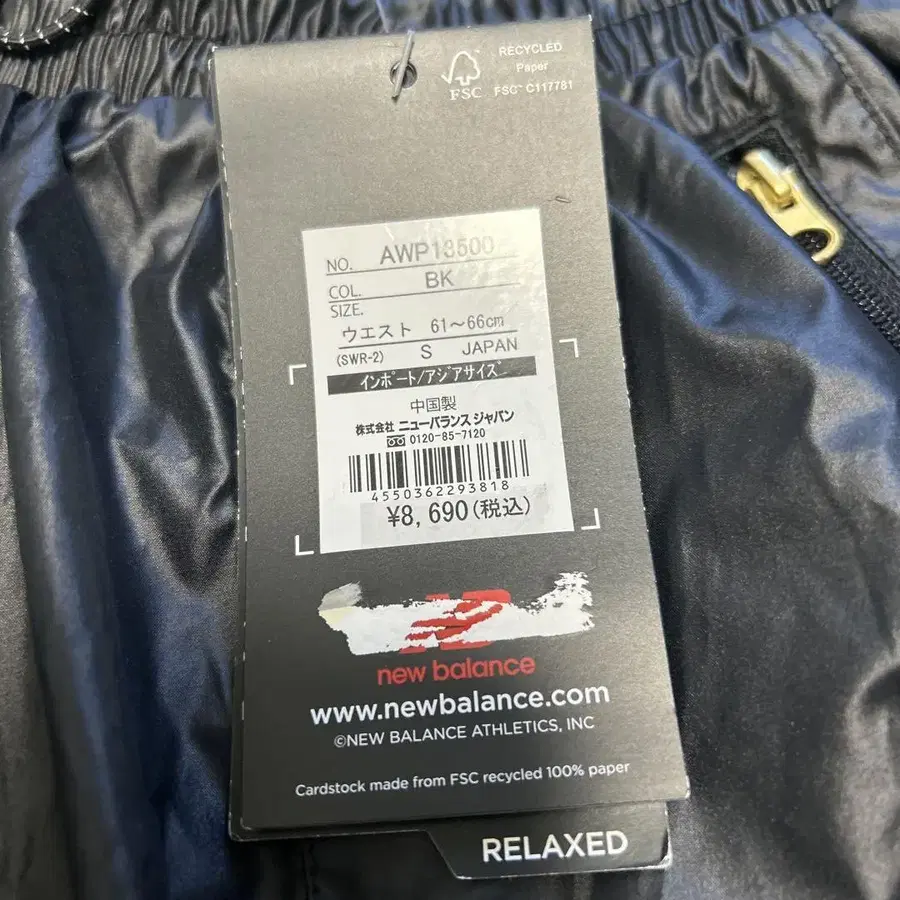 RECYCLED
Paper
FSC™ C117781
FSC
NO. AWP13500
COL. BK
SIZE.
ウエスト 61～66cm
(SWR-2) S JAPAN
インポート/アジアサイズ
中国製
株式会社 ニューバランス ジャパン
0120-85-7120
4550362293818
¥8,690(税込)
new balance
www.newbalance.com
©NEW BALANCE ATHLETICS, INC
Cardstock made from FSC recycled 100% paper
RELAXED